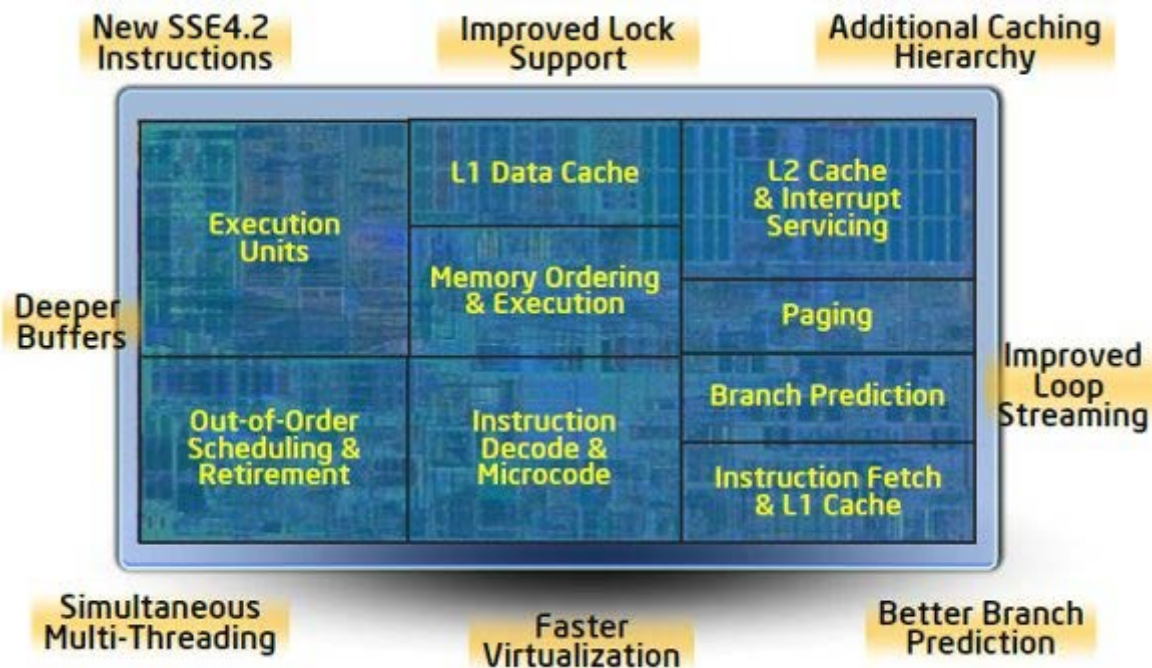 New SSE4.2
Instructions
Improved Lock
Support
Additional Caching
Hierarchy
Execution
Units
L1 Data Cache
L2 Cache
& Interrupt
Servicing
Memory Ordering
& Execution
Paging
Deeper
Buffers
Improved
Loop
Streaming
Out-of-Order
Scheduling &
Retirement
Instruction
Decode &
Microcode
Branch Prediction
Instruction Fetch
& L1 Cache
Simultaneous
Multi-Threading
Faster
Virtualization
Better Branch
Prediction